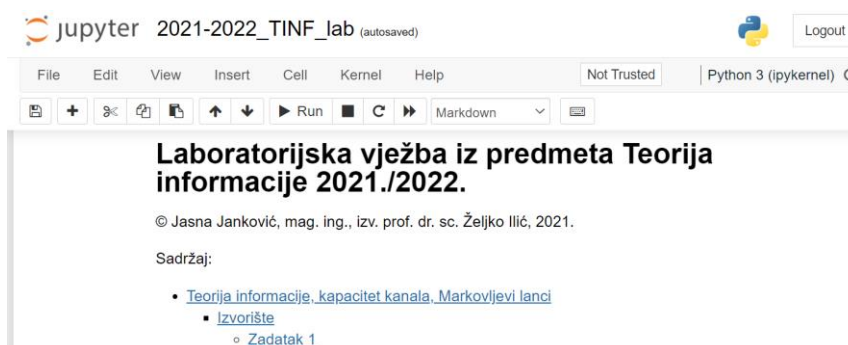 jupyter 2021-2022_TINF_lab (autosaved)
Logout
File Edit View Insert Cell Kernel Help Not Trusted Python 3 (ipykernel)
Run Markdown
Laboratorijska vježba iz predmeta Teorija
informacije 2021./2022.
© Jasna Janković, mag. ing., izv. prof. dr. sc. Željko Ilić, 2021.
Sadržaj:
• Teorija informacije, kapacitet kanala, Markovljevi lanci
▪ Izvorište
◦ Zadatak 1